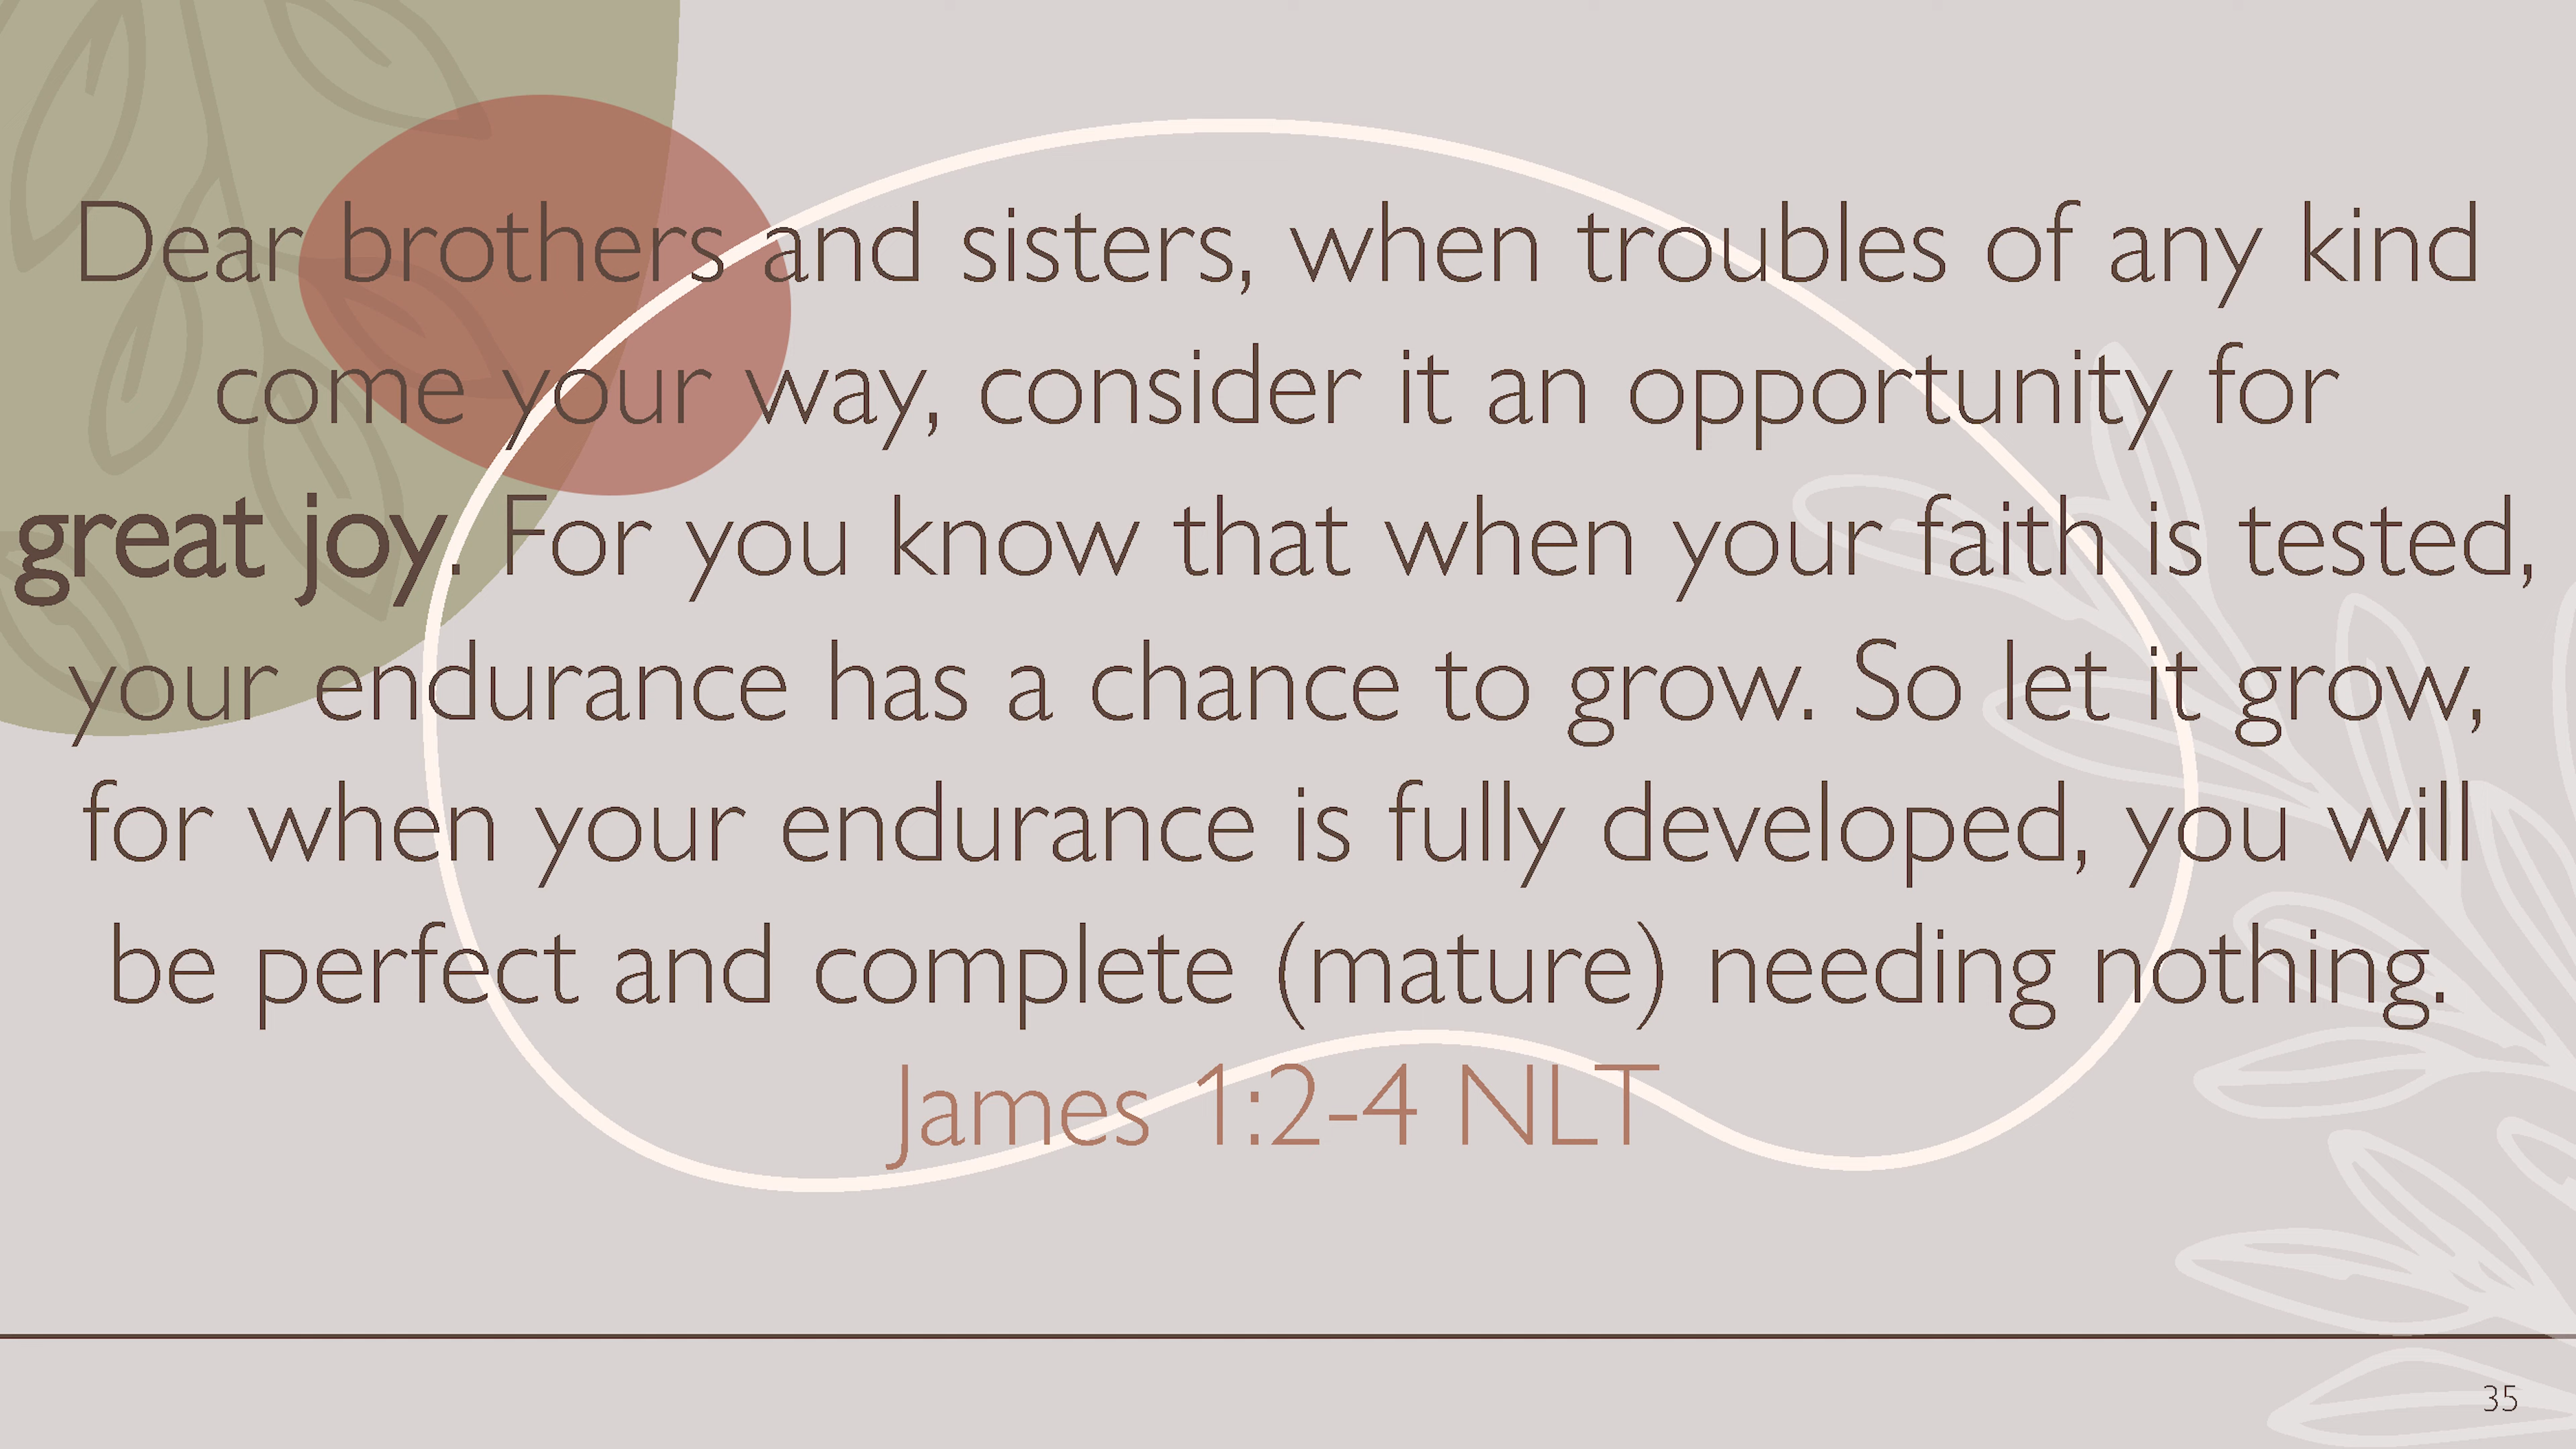 Dear brothers and sisters, when troubles of any kind
come your way, consider it an opportunity for
great joy. For you know that when your faith is tested,
your endurance has a chance to grow. So let it grow,
for when your endurance is fully developed, you will
be perfect and complete (mature) needing nothing.
James 1:2-4 NLT
35